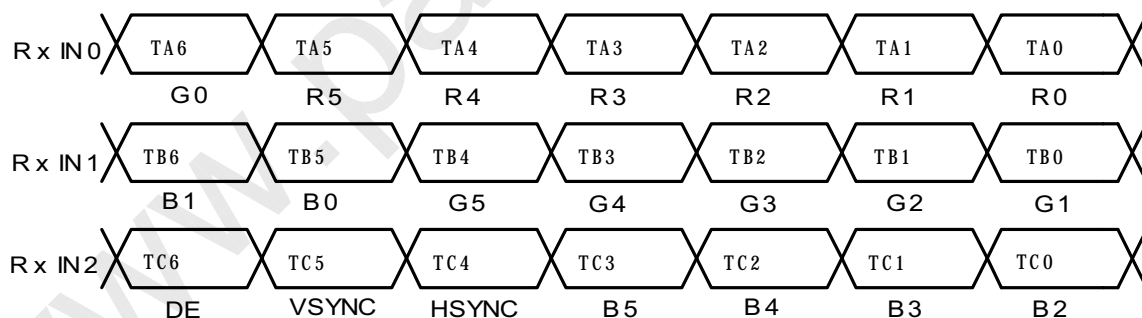 Rx IN0 TA6 TA5 TA4 TA3 TA2 TA1 TA0
G0 R5 R4 R3 R2 R1 R0
Rx IN1 TB6 TB5 TB4 TB3 TB2 TB1 TB0
B1 B0 G5 G4 G3 G2 G1
Rx IN2 TC6 TC5 TC4 TC3 TC2 TC1 TC0
DE VSYNC HSYNC B5 B4 B3 B2